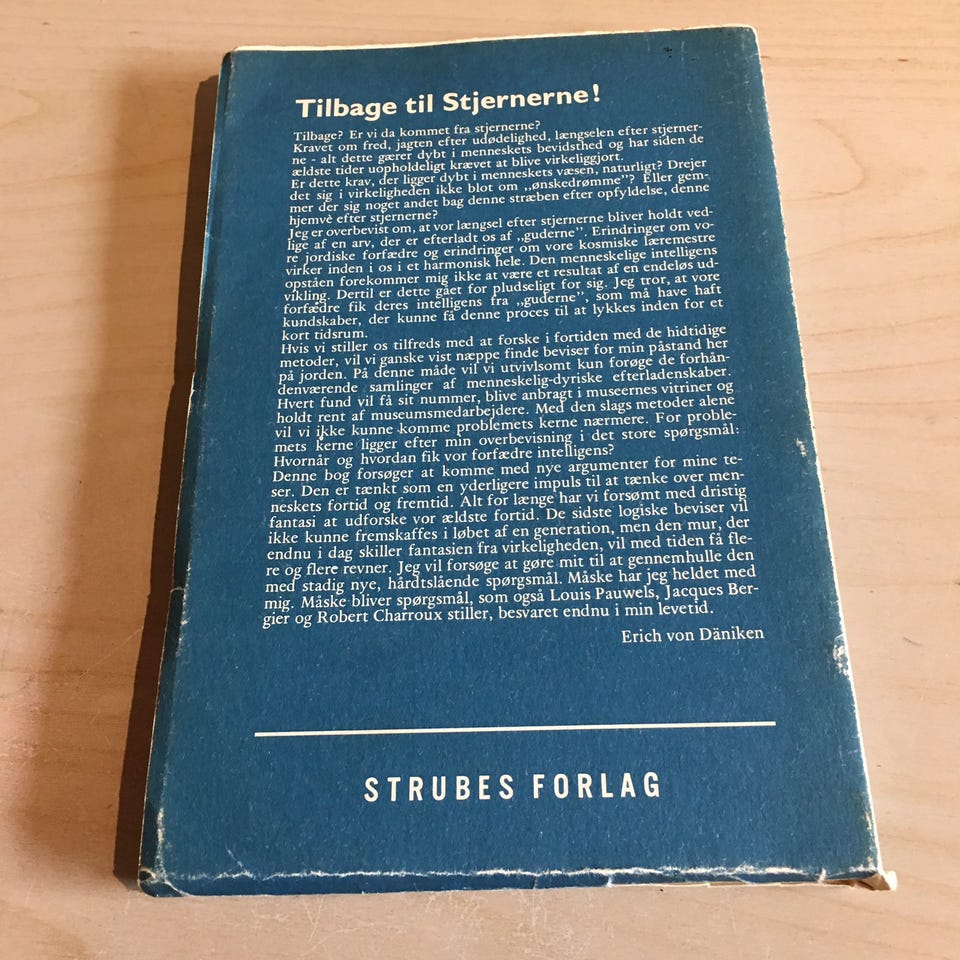 Tilbage til Stjernerne!
Tilbage? Er vi da kommet fra stjernerne?
Kravet om fred, jagten efter udødelighed, længselen efter stjerner-
ne - alt dette gærer dybt i menneskets bevidsthed og har siden de
ældste tider uopholdeligt krævet at blive virkeliggjort.
Er dette krav, der ligger dybt i menneskets væsen, naturligt? Drejer
det sig i virkeligheden ikke blot om „ønskedrømme”? Eller gem-
mer der sig noget andet bag denne stræben efter opfyldelse, denne
hjemvè efter stjernerne?
Jeg er overbevist om, at vor længsel efter stjernerne bliver holdt ved-
lige af en arv, der er efterladt os af „guderne”. Erindringer om vo-
re jordiske forfædre og erindringer om vore kosmiske læremestre
virker inden i os i et harmonisk hele. Den menneskelige intelligens
opståen forekommer mig ikke at være et resultat af en endeløs ud-
vikling. Dertil er dette gået for pludseligt for sig. Jeg tror, at vore
forfædre fik deres intelligens fra „guderne”, som må have haft
kundskaber, der kunne få denne proces til at lykkes inden for et
kort tidsrum.
Hvis vi stiller os tilfreds med at forske i fortiden med de hidtidige
metoder, vil vi ganske vist næppe finde beviser for min påstand her
på jorden. På denne måde vil vi utvivlsomt kun forøge de forhån-
denværende samlinger af menneskelig-dyriske efterladenskaber.
Hvert fund vil få sit nummer, blive anbragt i museernes vitriner og
holdt rent af museumsmedarbejdere. Med den slags metoder alene
vil vi ikke kunne komme problemets kerne nærmere. For proble-
mets kerne ligger efter min overbevisning i det store spørgsmål:
Hvornår og hvordan fik vor forfædre intelligens?
Denne bog forsøger at komme med nye argumenter for mine te-
ser. Den er tænkt som en yderligere impuls til at tænke over men-
neskets fortid og fremtid. Alt for længe har vi forsømt med dristig
fantasi at udforske vor ældste fortid. De sidste logiske beviser vil
ikke kunne fremskaffes i løbet af en generation, men den mur, der
endnu i dag skiller fantasien fra virkeligheden, vil med tiden få fle-
re og flere revner. Jeg vil forsøge at gøre mit til at gennemhulle den
med stadig nye, hårdtslående spørgsmål. Måske har jeg heldet med
mig. Måske bliver spørgsmål, som også Louis Pauwels, Jacques Ber-
gier og Robert Charroux stiller, besvaret endnu i min levetid.
Erich von Däniken
STRUBES FORLAG